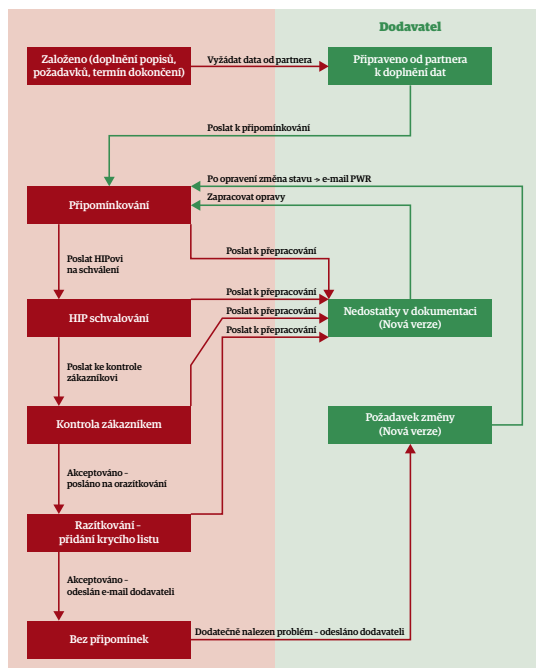 Dodavatel
Založeno (doplnění popisů,
požadavků, termín dokončení)
Vyžádat data od partnera
Připraveno od partnera
k doplnění dat
Poslat k připomínkování
Po opravení změna stavu -> e-mail PWR
Připomínkování
Zapracovat opravy
Poslat HIPovi
na schválení
Poslat k přepracování
HIP schvalování
Poslat k přepracování
Poslat k přepracování
Poslat k přepracování
Nedostatky v dokumentaci
(Nová verze)
Poslat ke kontrole
zákazníkovi
Kontrola zákazníkem
Požadavek změny
(Nová verze)
Akceptováno –
posláno na orazítkování
Razítkování –
přidání krycího listu
Akceptováno –
odeslán e-mail dodavateli
Bez připomínek
Dodatečně nalezen problém – odesláno dodavateli